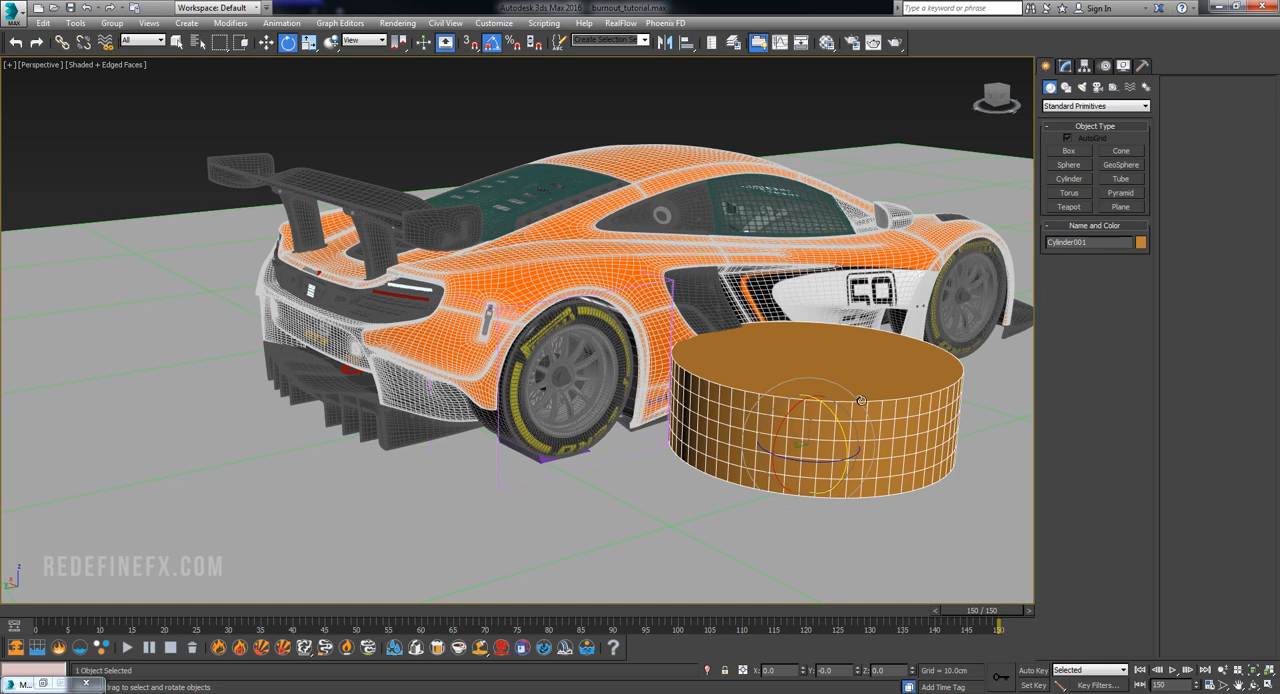 Autodesk 3ds Max 2016 burnout_tutorial.max
Workspace: Default
Type a keyword or phrase
Sign In
MAX
Edit Tools Group Views Create Modifiers Animation Graph Editors Rendering Civil View Customize Scripting Help RealFlow Phoenix FD
All
View
Create Selection Se
[+] [Perspective] [Shaded + Edged Faces]
Standard Primitives
Object Type
AutoGrid
Box Cone
Sphere GeoSphere
Cylinder Tube
Torus Pyramid
Teapot Plane
Name and Color
Cylinder001
59
REDEFINEFX.COM
z
x
y
150 / 150
0 5 10 15 20 25 30 35 40 45 50 55 60 65 70 75 80 85 90 95 100 105 110 115 120 125 130 135 140 145 150
1 Object Selected
X: 0.0 Y: -0.0 Z: 0.0
Grid = 10.0cm
Auto Key Selected
M...
drag to select and rotate objects
Add Time Tag
Set Key Key Filters...
150